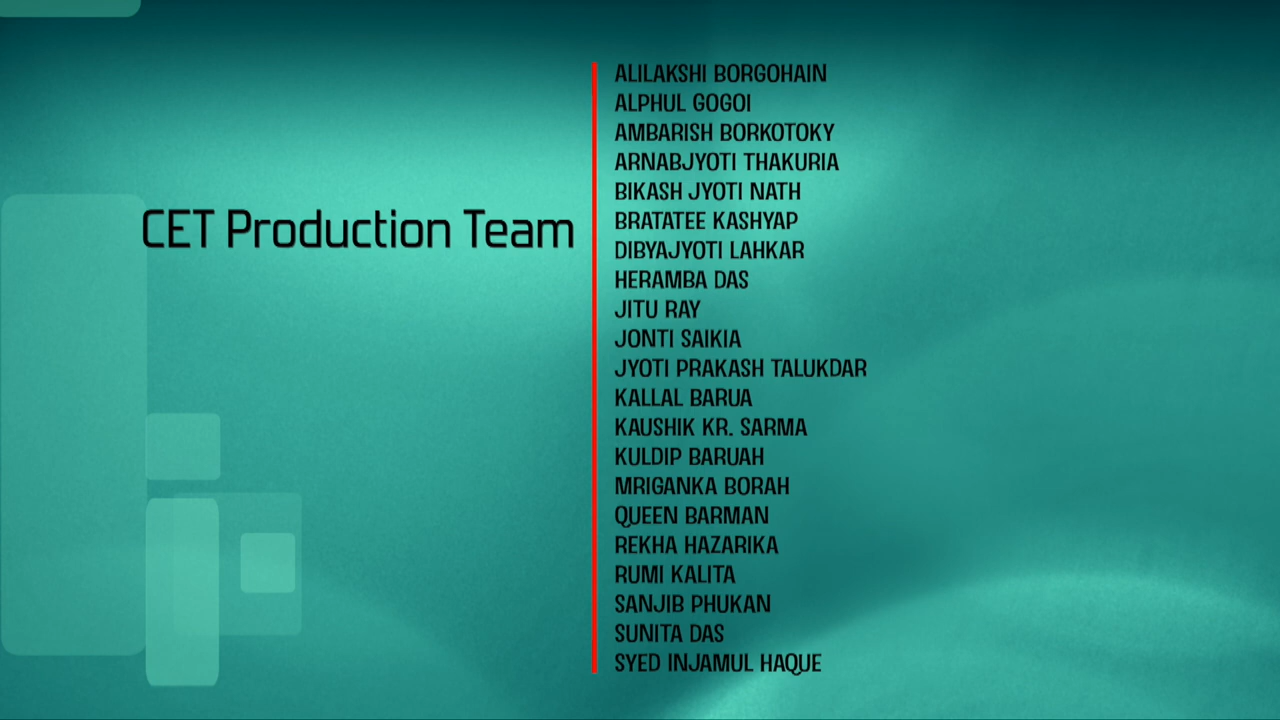 CET Production Team
ALILAKSHI BORGOHAIN
ALPHUL GOGOI
AMBARISH BORKOTOKY
ARNABJYOTI THAKURIA
BIKASH JYOTI NATH
BRATATEE KASHYAP
DIBYAJYOTI LAHKAR
HERAMBA DAS
JITU RAY
JONTI SAIKIA
JYOTI PRAKASH TALUKDAR
KALLAL BARUA
KAUSHIK KR. SARMA
KULDIP BARUAH
MRIGANKA BORAH
QUEEN BARMAN
REKHA HAZARIKA
RUMI KALITA
SANJIB PHUKAN
SUNITA DAS
SYED INJAMUL HAQUE